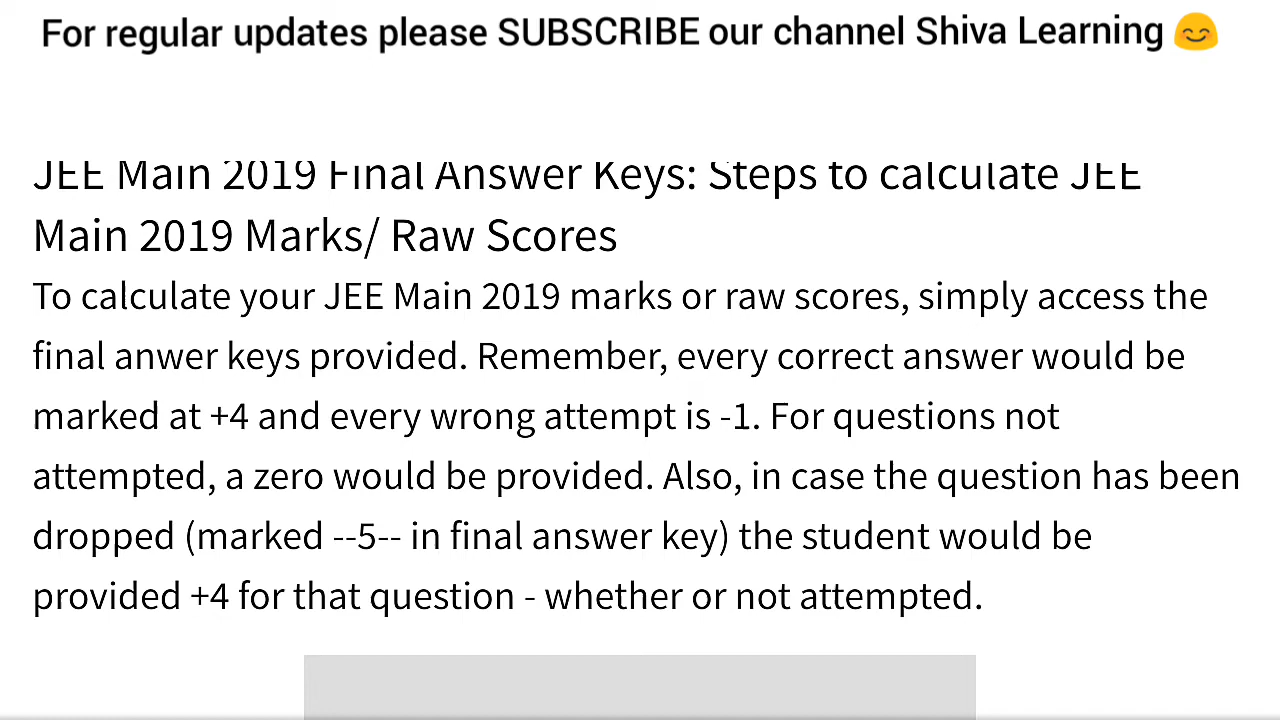 For regular updates please SUBSCRIBE our channel Shiva Learning 😊
JEE Main 2019 Final Answer Keys: Steps to calculate JEE
Main 2019 Marks/ Raw Scores
To calculate your JEE Main 2019 marks or raw scores, simply access the
final anwer keys provided. Remember, every correct answer would be
marked at +4 and every wrong attempt is -1. For questions not
attempted, a zero would be provided. Also, in case the question has been
dropped (marked --5-- in final answer key) the student would be
provided +4 for that question - whether or not attempted.